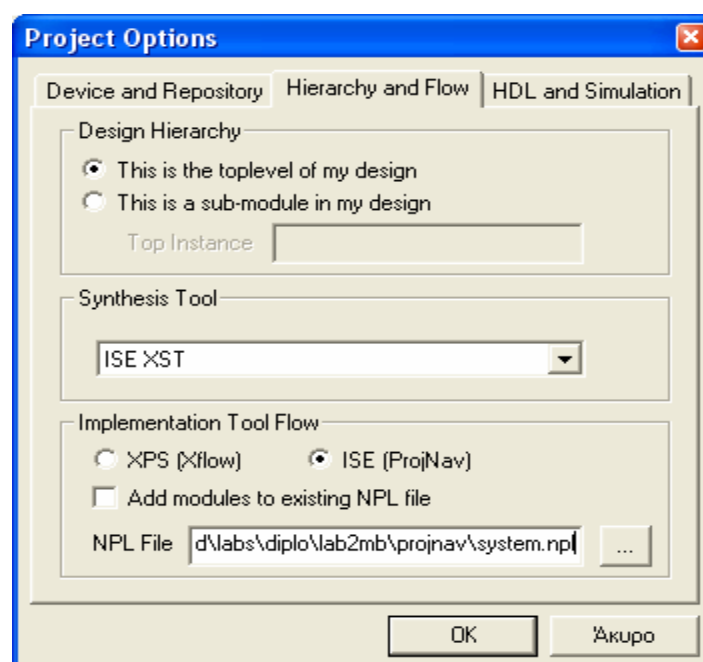 Project Options
Device and Repository Hierarchy and Flow HDL and Simulation
Design Hierarchy
This is the toplevel of my design
This is a sub-module in my design
Top Instance
Synthesis Tool
ISE XST
Implementation Tool Flow
XPS (Xflow) ISE (ProjNav)
Add modules to existing NPL file
NPL File d\labs\diplo\lab2mb\projnav\system.npl ...
OK Άκυρο